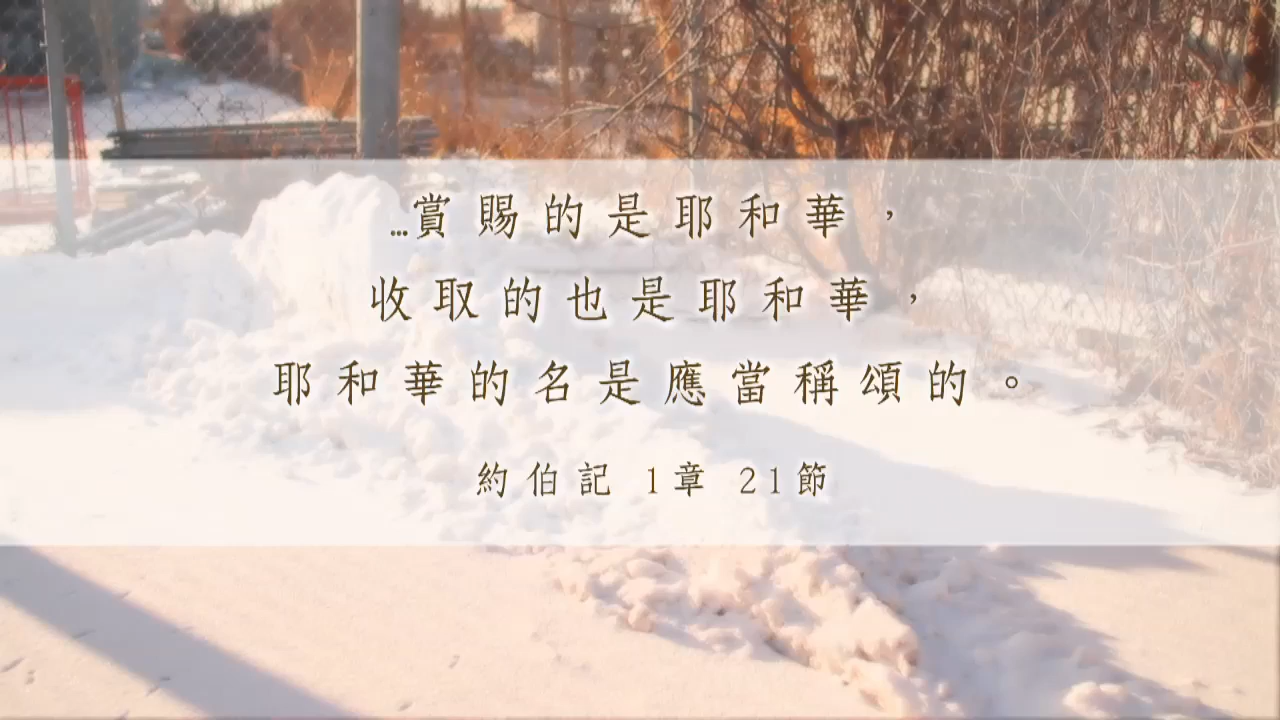 …賞賜的是耶和華，
收取的也是耶和華，
耶和華的名是應當稱頌的。
約伯記 1章 21節